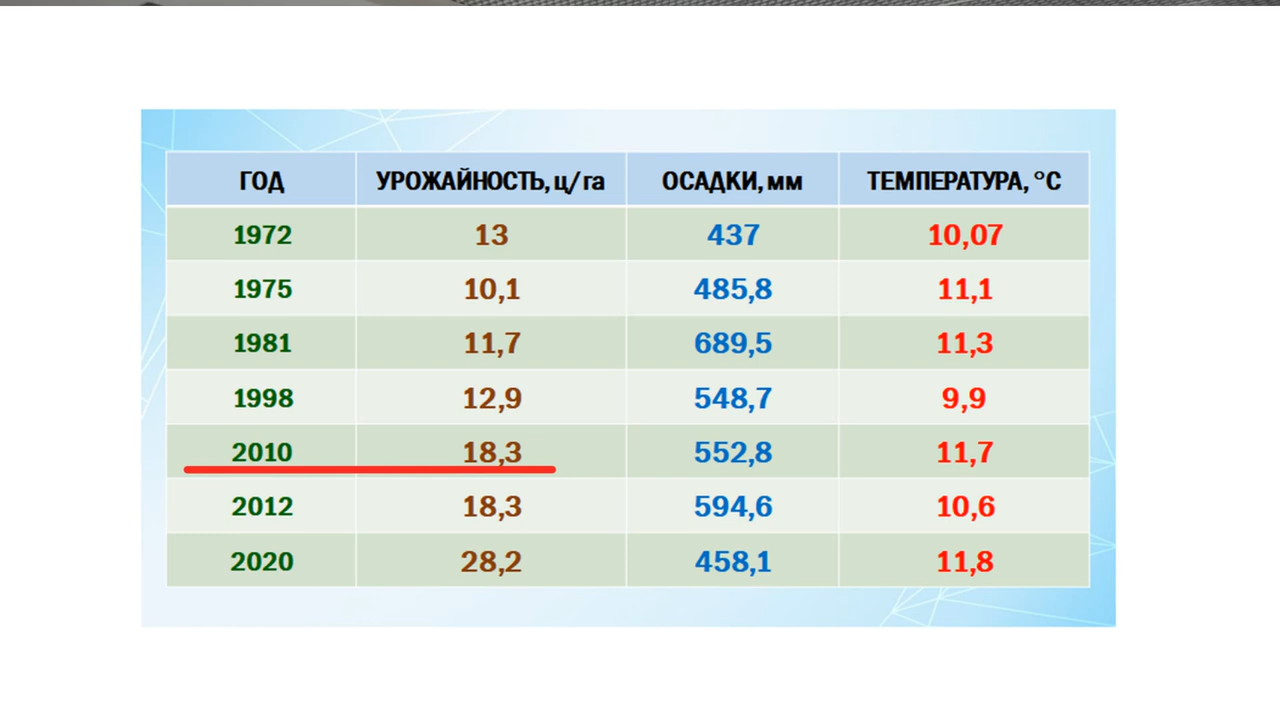 ГОД УРОЖАЙНОСТЬ, ц/га ОСАДКИ, мм ТЕМПЕРАТУРА, °С
1972 13 437 10,07
1975 10,1 485,8 11,1
1981 11,7 689,5 11,3
1998 12,9 548,7 9,9
2010 18,3 552,8 11,7
2012 18,3 594,6 10,6
2020 28,2 458,1 11,8